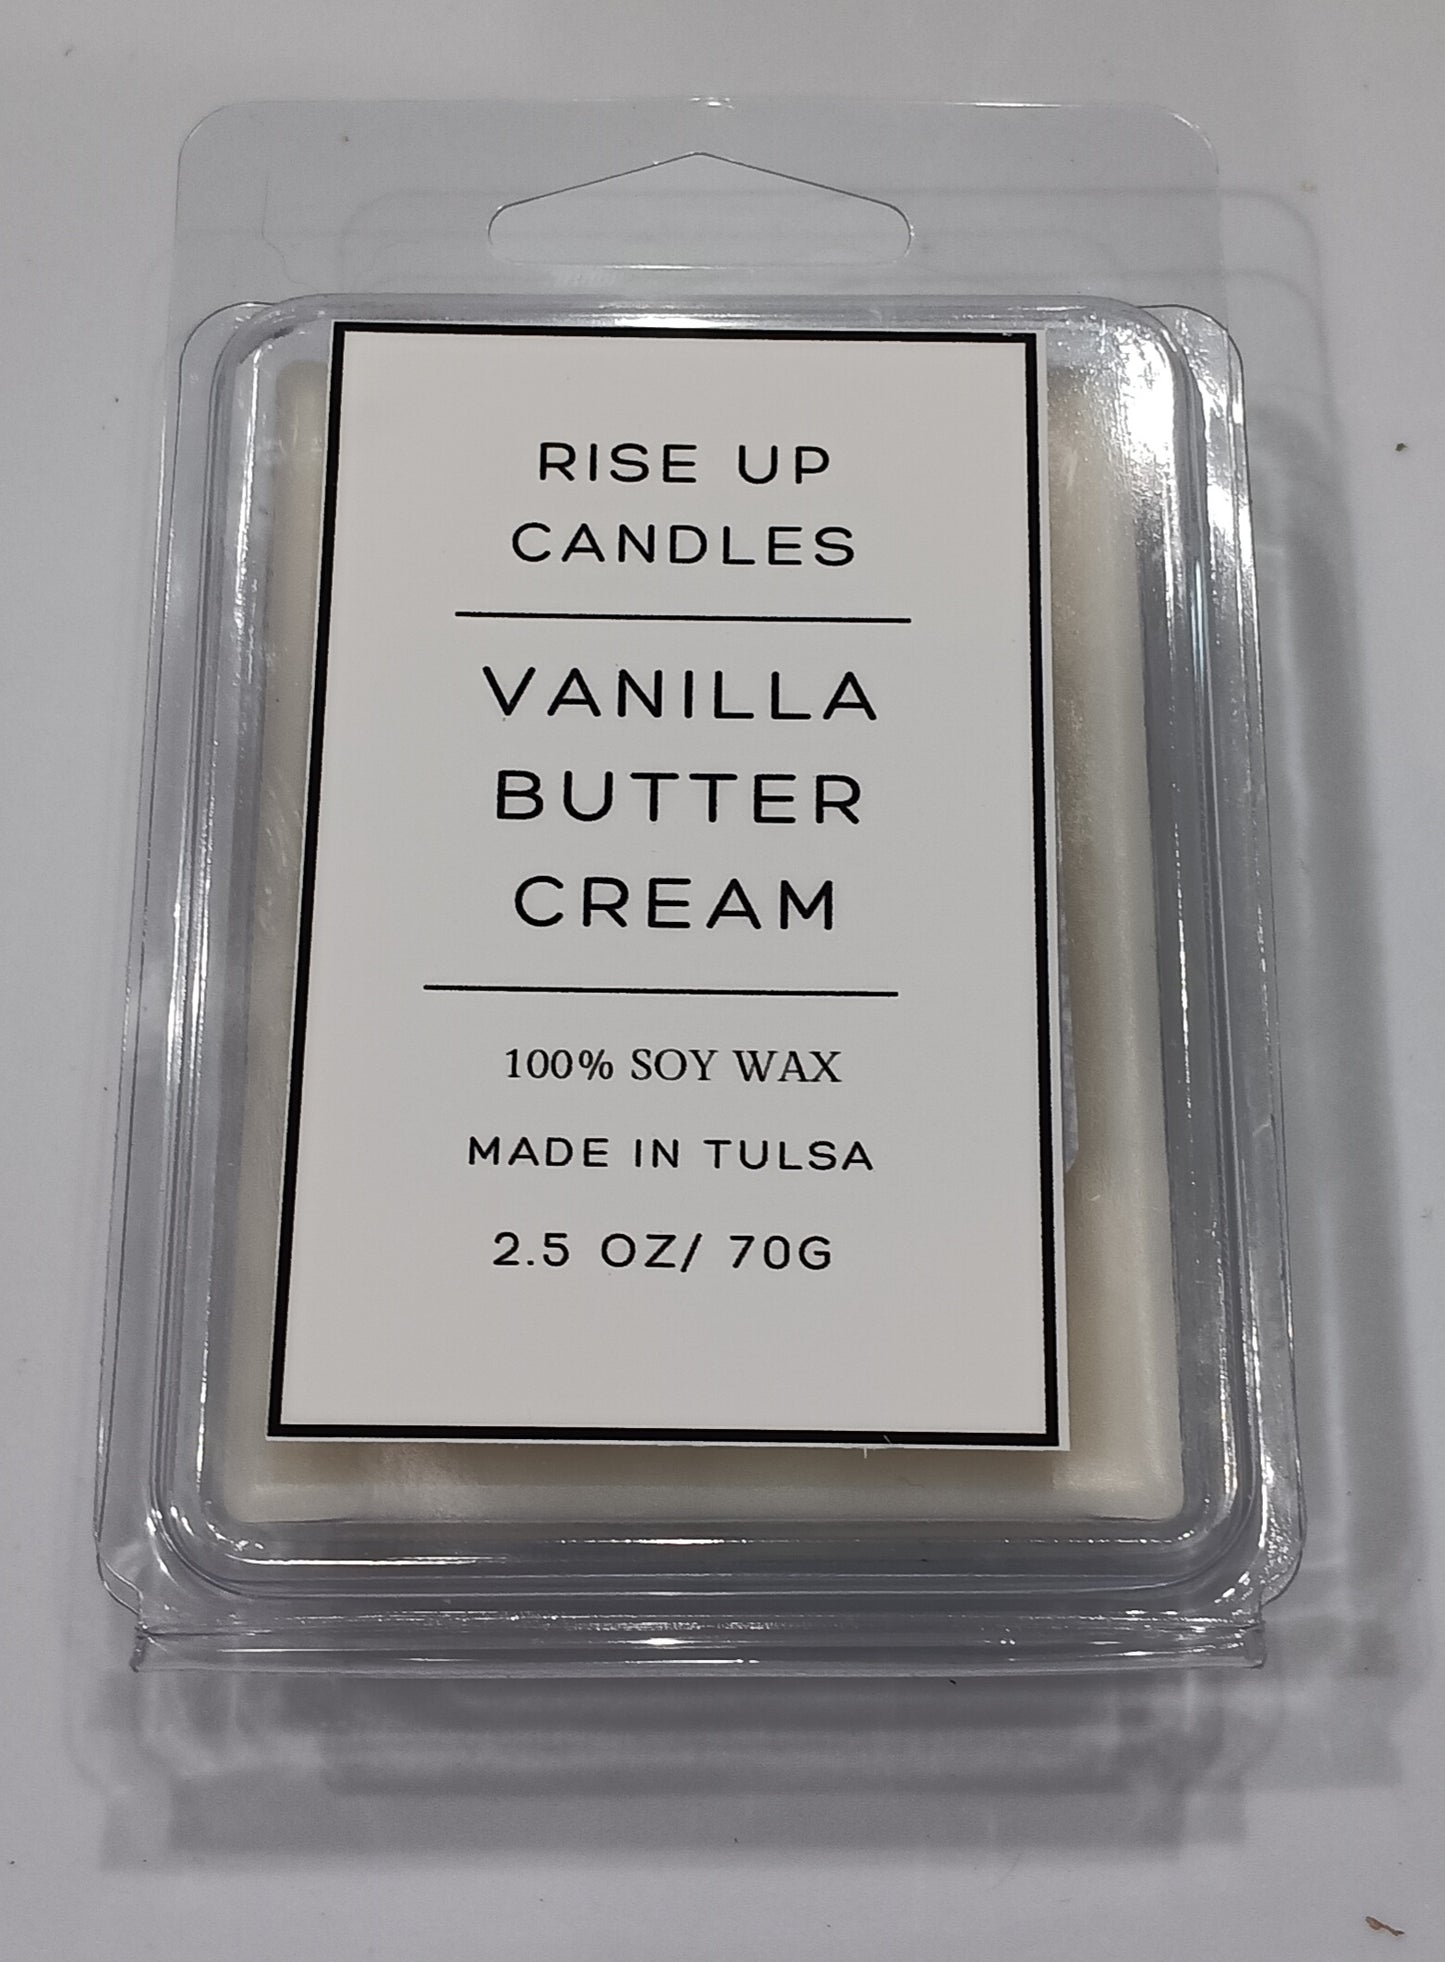 RISE UP
CANDLES
VANILLA
BUTTER
CREAM
100% SOY WAX
MADE IN TULSA
2.5 OZ/ 70G